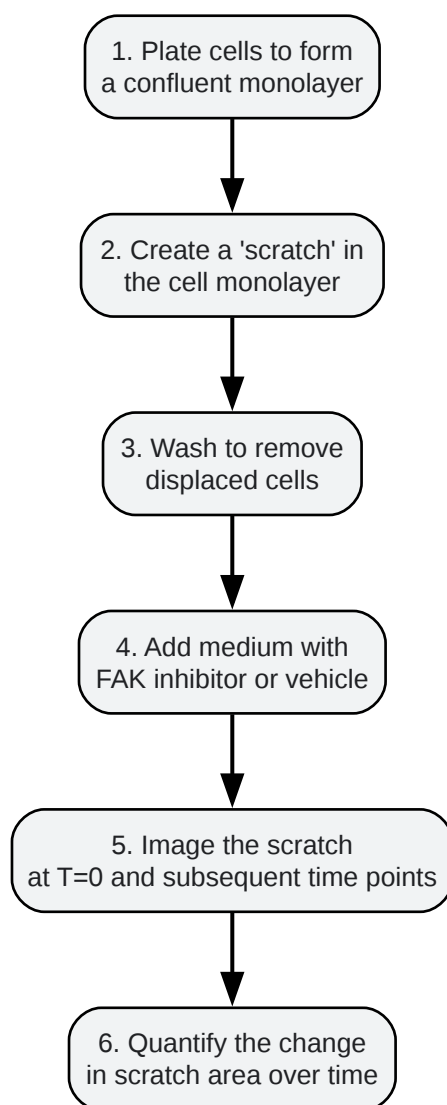 1. Plate cells to form
a confluent monolayer
2. Create a 'scratch' in
the cell monolayer
3. Wash to remove
displaced cells
4. Add medium with
FAK inhibitor or vehicle
5. Image the scratch
at T=0 and subsequent time points
6. Quantify the change
in scratch area over time